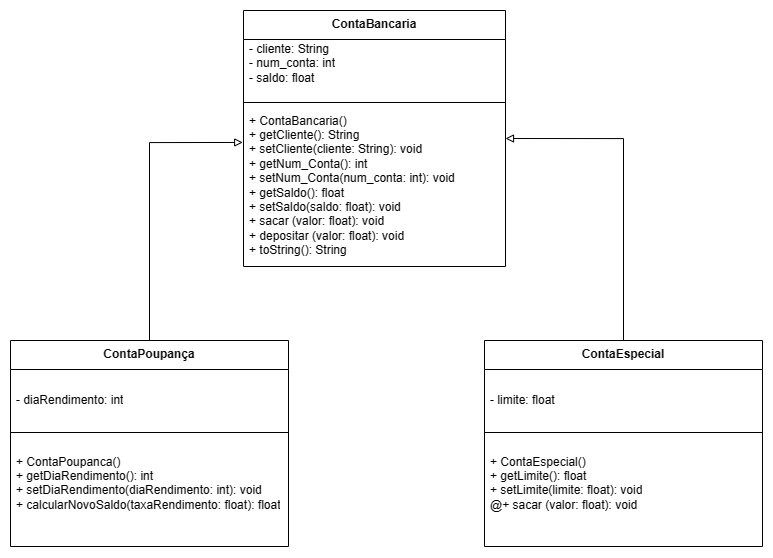 ContaBancaria
- cliente: String
- num_conta: int
- saldo: float
+ ContaBancaria()
+ getCliente(): String
+ setCliente(cliente: String): void
+ getNum_Conta(): int
+ setNum_Conta(num_conta: int): void
+ getSaldo(): float
+ setSaldo(saldo: float): void
+ sacar (valor: float): void
+ depositar (valor: float): void
+ toString(): String
ContaPoupança
- diaRendimento: int
+ ContaPoupanca()
+ getDiaRendimento(): int
+ setDiaRendimento(diaRendimento: int): void
+ calcularNovoSaldo(taxaRendimento: float): float
ContaEspecial
- limite: float
+ ContaEspecial()
+ getLimite(): float
+ setLimite(limite: float): void
@+ sacar (valor: float): void